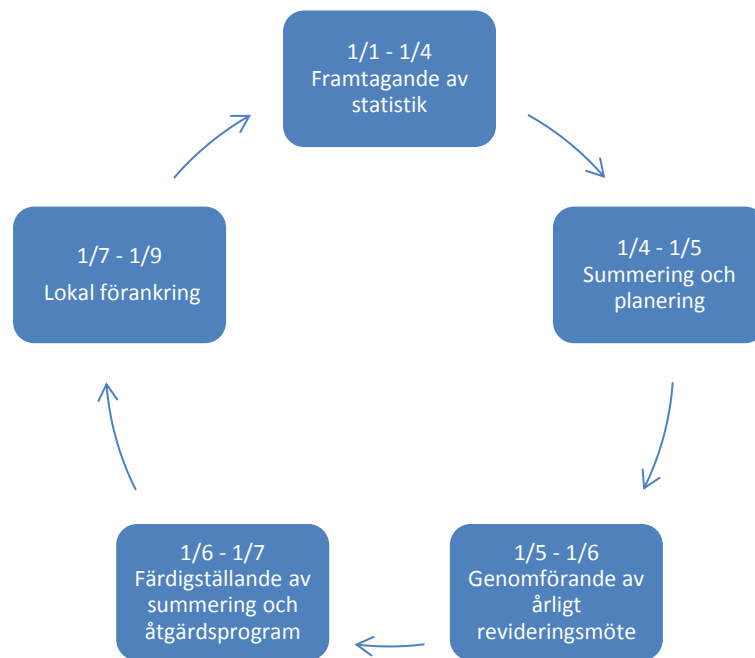 1/1 - 1/4
Framtagande av
statistik
1/4 - 1/5
Summering och
planering
1/5 - 1/6
Genomförande av
årligt
revideringsmöte
1/6 - 1/7
Färdigställande av
summering och
åtgärdsprogram
1/7 - 1/9
Lokal förankring